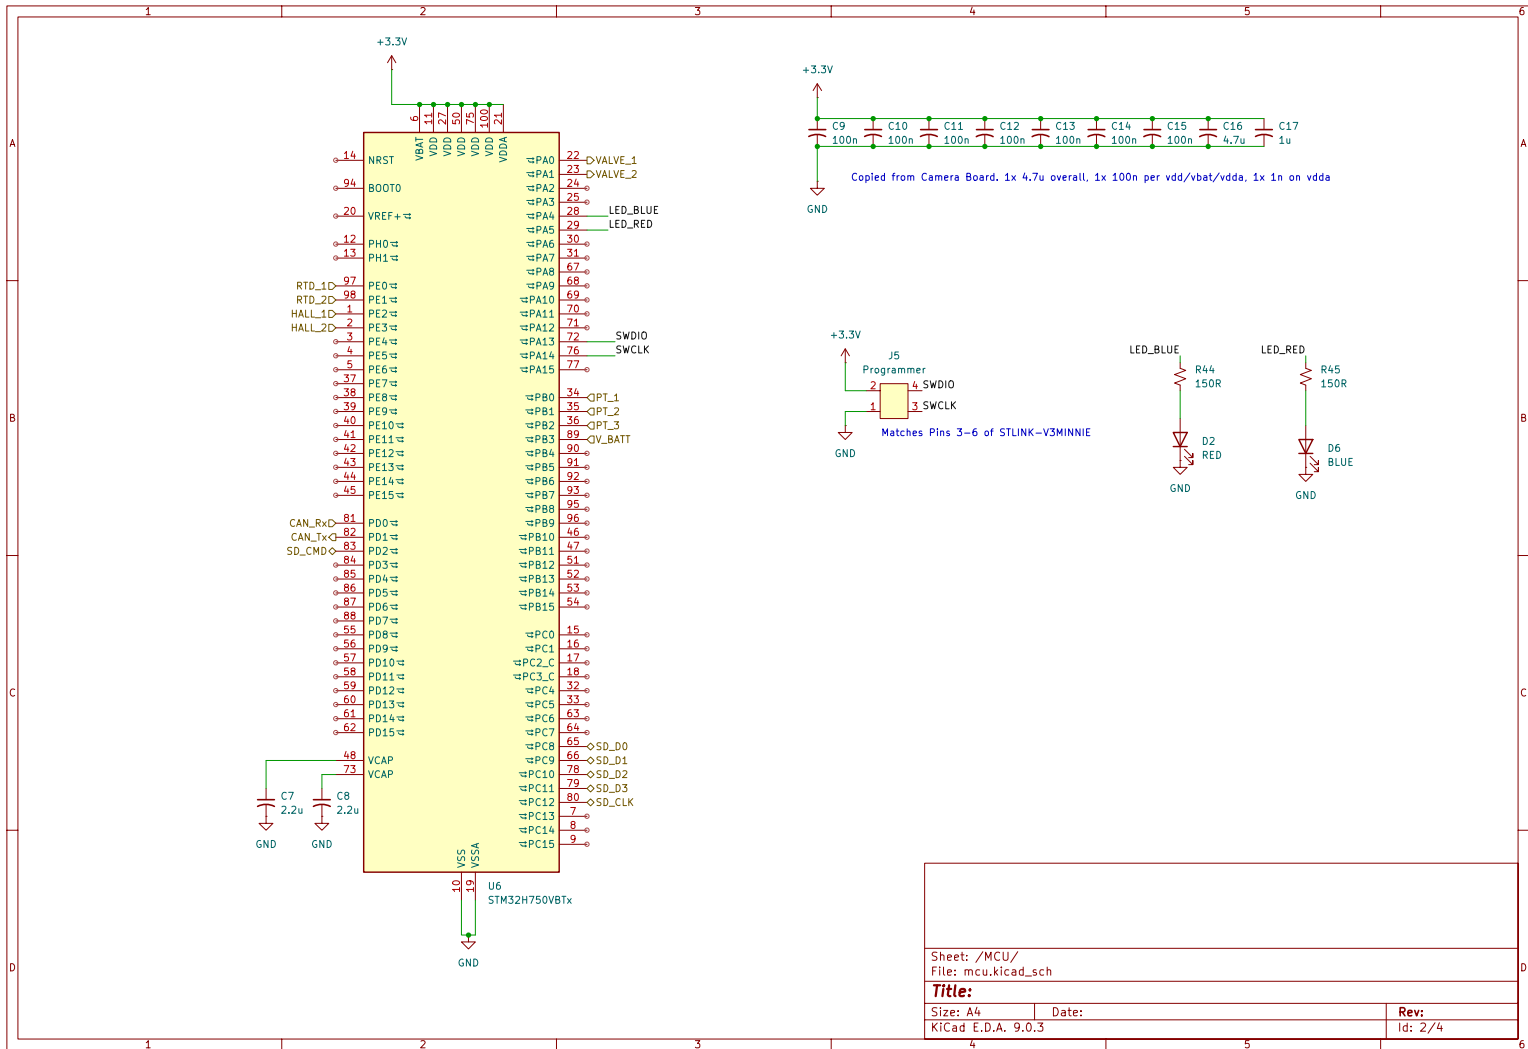 1 2 3 4 5 6
+3.3V
+3.3V
6 11 27 50 75 100 21
VBAT VDD VDD VDD VDD VDD VDDA
C9 C10 C11 C12 C13 C14 C15 C16 C17
100n 100n 100n 100n 100n 100n 100n 4.7u 1u
Copied from Camera Board. 1x 4.7u overall, 1x 100n per vdd/vbat/vdda, 1x 1n on vdda
GND
A A
14 NRST
94 BOOT0
20 VREF+
12 PH0
13 PH1
RTD_1 97 PE0
RTD_2 98 PE1
HALL_1 1 PE2
HALL_2 2 PE3
3 PE4
4 PE5
5 PE6
37 PE7
38 PE8
39 PE9
40 PE10
41 PE11
42 PE12
43 PE13
44 PE14
45 PE15
CAN_Rx 81 PD0
CAN_Tx 82 PD1
SD_CMD 83 PD2
84 PD3
85 PD4
86 PD5
87 PD6
88 PD7
55 PD8
56 PD9
57 PD10
58 PD11
59 PD12
60 PD13
61 PD14
62 PD15
48 VCAP
73 VCAP
C7
2.2u
GND
C8
2.2u
GND
PA0 22 VALVE_1
PA1 23 VALVE_2
PA2 24
PA3 25
PA4 28 LED_BLUE
PA5 29 LED_RED
PA6 30
PA7 31
PA8 67
PA9 68
PA10 69
PA11 70
PA12 71
PA13 72 SWDIO
PA14 76 SWCLK
PA15 77
PB0 34 PT_1
PB1 35 PT_2
PB2 36 PT_3
PB3 89 V_BATT
PB4 90
PB5 91
PB6 92
PB7 93
PB8 95
PB9 96
PB10 46
PB11 47
PB12 51
PB13 52
PB14 53
PB15 54
PC0 15
PC1 16
PC2_C 17
PC3_C 18
PC4 32
PC5 33
PC6 63
PC7 64
PC8 65 SD_D0
PC9 66 SD_D1
PC10 78 SD_D2
PC11 79 SD_D3
PC12 80 SD_CLK
PC13 7
PC14 8
PC15 9
VSS VSSA
10 19
U6
STM32H750VBTx
GND
+3.3V
J5
Programmer
2 4 SWDIO
1 3 SWCLK
Matches Pins 3-6 of STLINK-V3MINNIE
GND
LED_BLUE
R44
150R
D2
RED
GND
LED_RED
R45
150R
D6
BLUE
GND
B B
C C
D D
Sheet: /MCU/
File: mcu.kicad_sch
Title:
Size: A4 Date: Rev:
KiCad E.D.A. 9.0.3 Id: 2/4
1 2 3 4 5 6